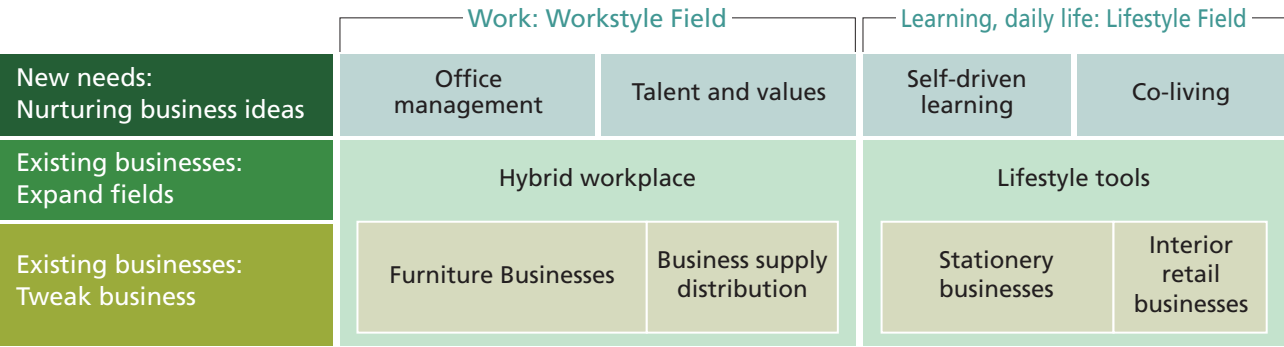 Work: Workstyle Field
Learning, daily life: Lifestyle Field
New needs:
Nurturing business ideas
Office
management
Talent and values
Self-driven
learning
Co-living
Existing businesses:
Expand fields
Hybrid workplace
Lifestyle tools
Existing businesses:
Tweak business
Furniture Businesses
Business supply
distribution
Stationery
businesses
Interior
retail
businesses